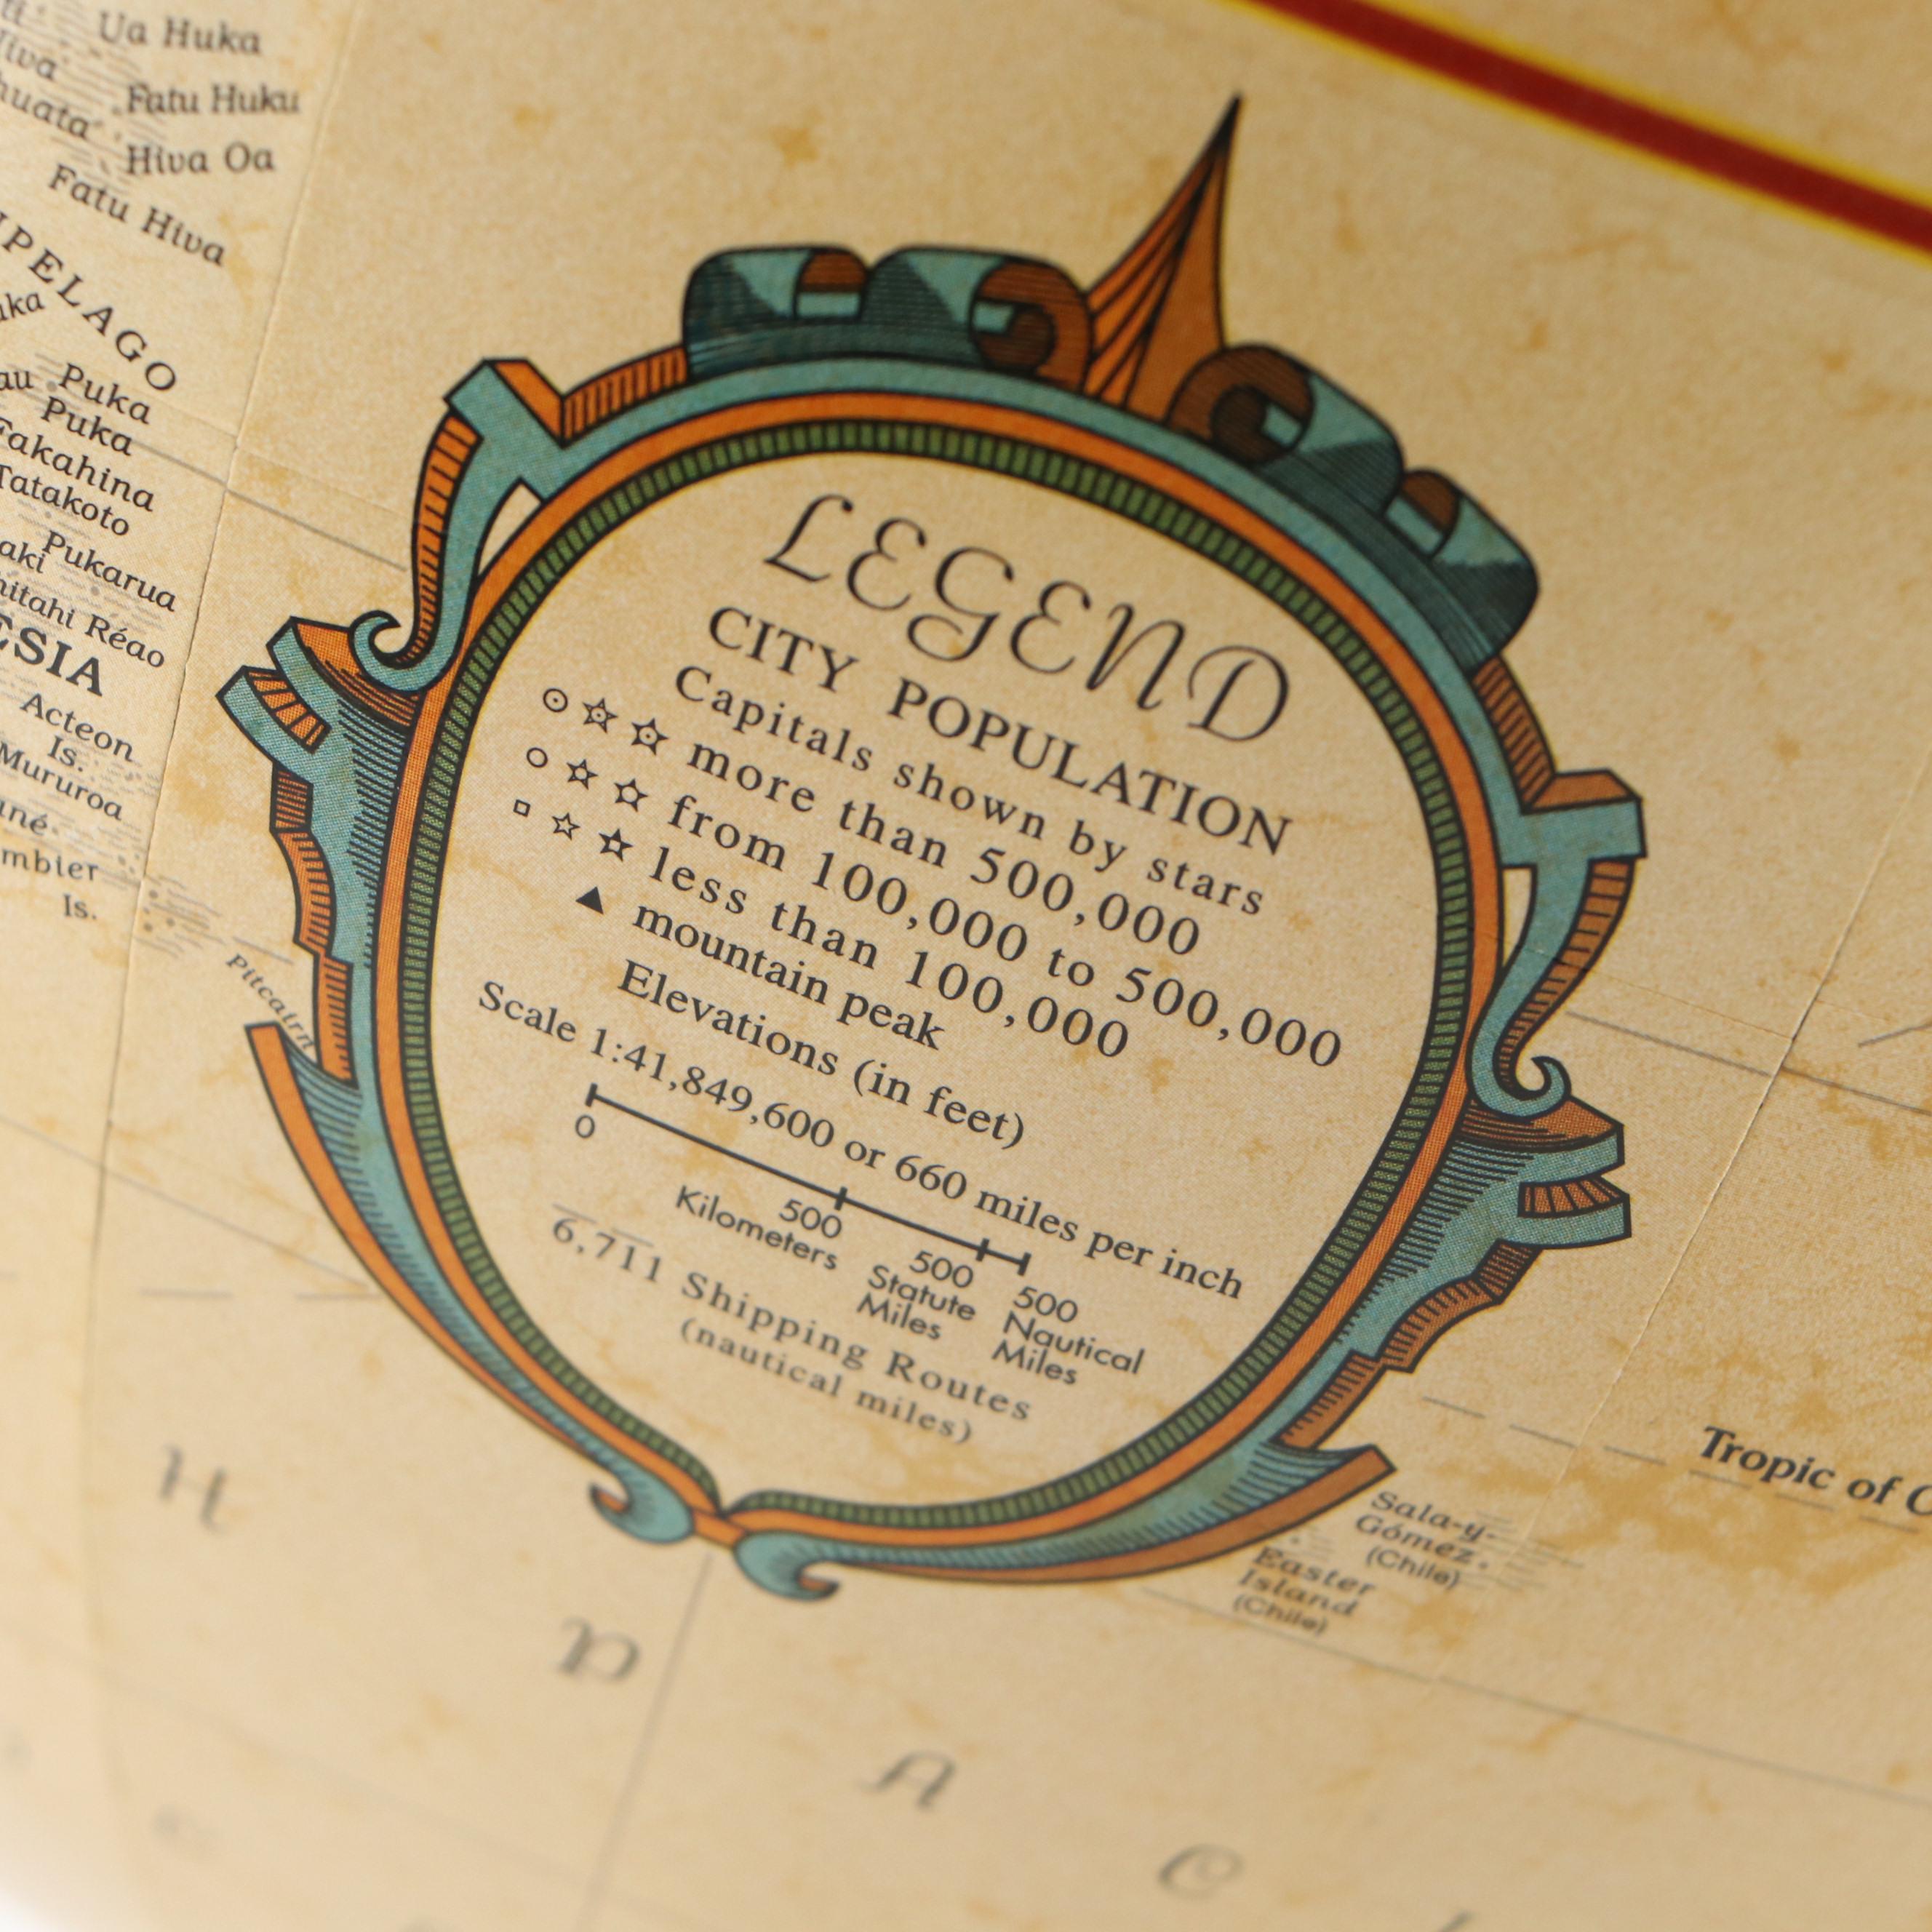 Ua Huka
Fatu Huku
Hiva Oa
Fatu Hiva
Puka
Puka
Fakahina
Tatakoto
Pukarua
Réao
Acteon
Is.
Mururoa
Is.
Pitcairn
LEGEND
CITY POPULATION
Capitals shown by stars
more than 500,000
from 100,000 to 500,000
less than 100,000
mountain peak
Elevations (in feet)
Scale 1:41,849,600 or 660 miles per inch
0
500
Kilometers
500
Statute
Miles
500
Nautical
Miles
6,711 Shipping Routes
(nautical miles)
Tropic of
Sala-y-
Gómez
(Chile)
Easter
Island
(Chile)
H
P
A
C